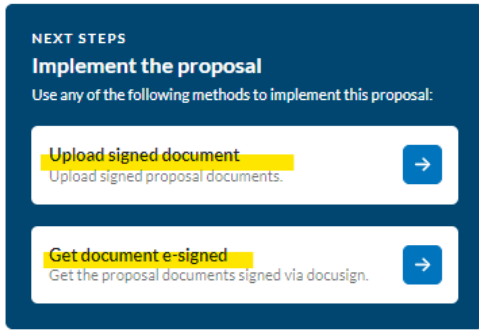 NEXT STEPS
Implement the proposal
Use any of the following methods to implement this proposal:
Upload signed document
Upload signed proposal documents.
Get document e-signed
Get the proposal documents signed via docusign.